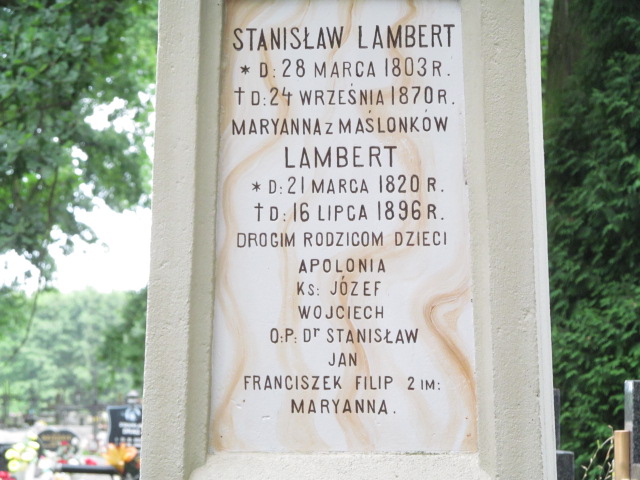 STANISŁAW LAMBERT
* D: 28 MARCA 1803 R.
† D: 24 WRZEŚNIA 1870 R.
MARYANNA Z MAŚLONKÓW
LAMBERT
* D: 21 MARCA 1820 R.
† D: 16 LIPCA 1896 R.
DROGIM RODZICOM DZIECI
APOLONIA
KS: JÓZEF
WOJCIECH
O:P: Dr STANISŁAW
JAN
FRANCISZEK FILIP 2 IM:
MARYANNA.